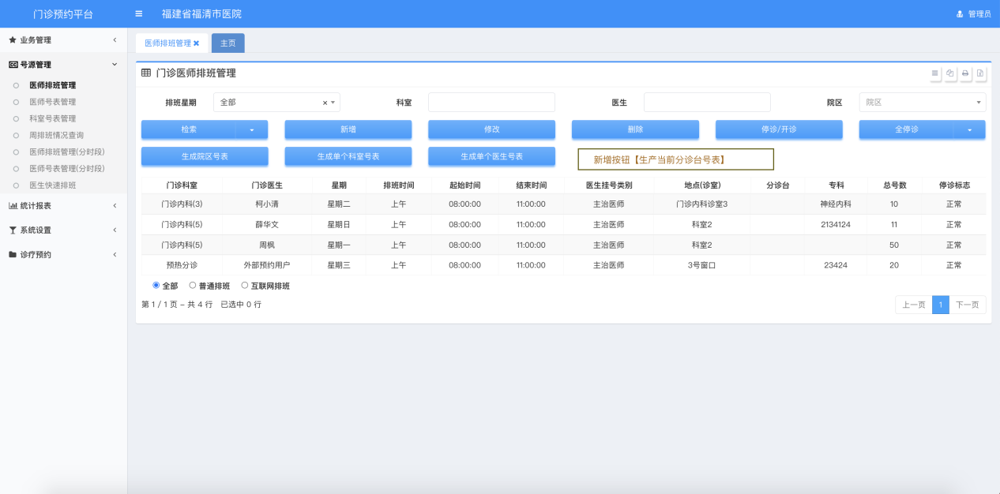 门诊预约平台
福建省福清市医院
管理员
业务管理
号源管理
医师排班管理
医师号表管理
科室号表管理
周排班情况查询
医师排班管理(分时段)
医师号表管理(分时段)
医生快速排班
统计报表
系统设置
诊疗预约
医师排班管理 主页
门诊医师排班管理
排班星期 全部 科室 医生 院区 院区
检索 新增 修改 删除 停诊/开诊 全停诊
生成院区号表 生成单个科室号表 生成单个医生号表 新增按钮【生产当前分诊台号表】
门诊科室 门诊医生 星期 排班时间 起始时间 结束时间 医生挂号类别 地点(诊室) 分诊台 专科 总号数 停诊标志
门诊内科(3) 柯小清 星期二 上午 08:00:00 11:00:00 主治医师 门诊内科诊室3 神经内科 10 正常
门诊内科(5) 薛华文 星期日 上午 08:00:00 11:00:00 主治医师 科室2 2134124 11 正常
门诊内科(5) 周枫 星期一 上午 08:00:00 11:00:00 主治医师 科室2 50 正常
预热分诊 外部预约用户 星期三 上午 08:00:00 11:00:00 主治医师 3号窗口 23424 20 正常
全部 普通排班 互联网排班
第 1 / 1 页 – 共 4 行 已选中 0 行
上一页 1 下一页